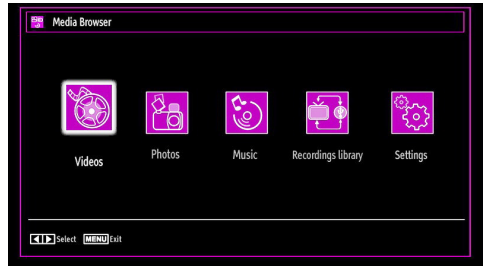 Media Browser
Videos
Photos
Music
Recordings library
Settings
Select MENU Exit